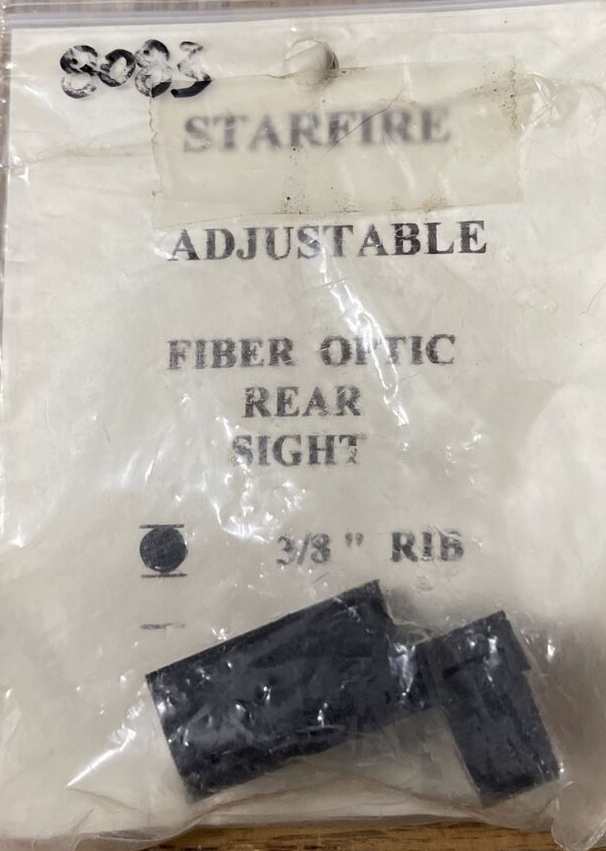 8083
STARFIRE
ADJUSTABLE
FIBER OPTIC
REAR
SIGHT
3/8" RIB